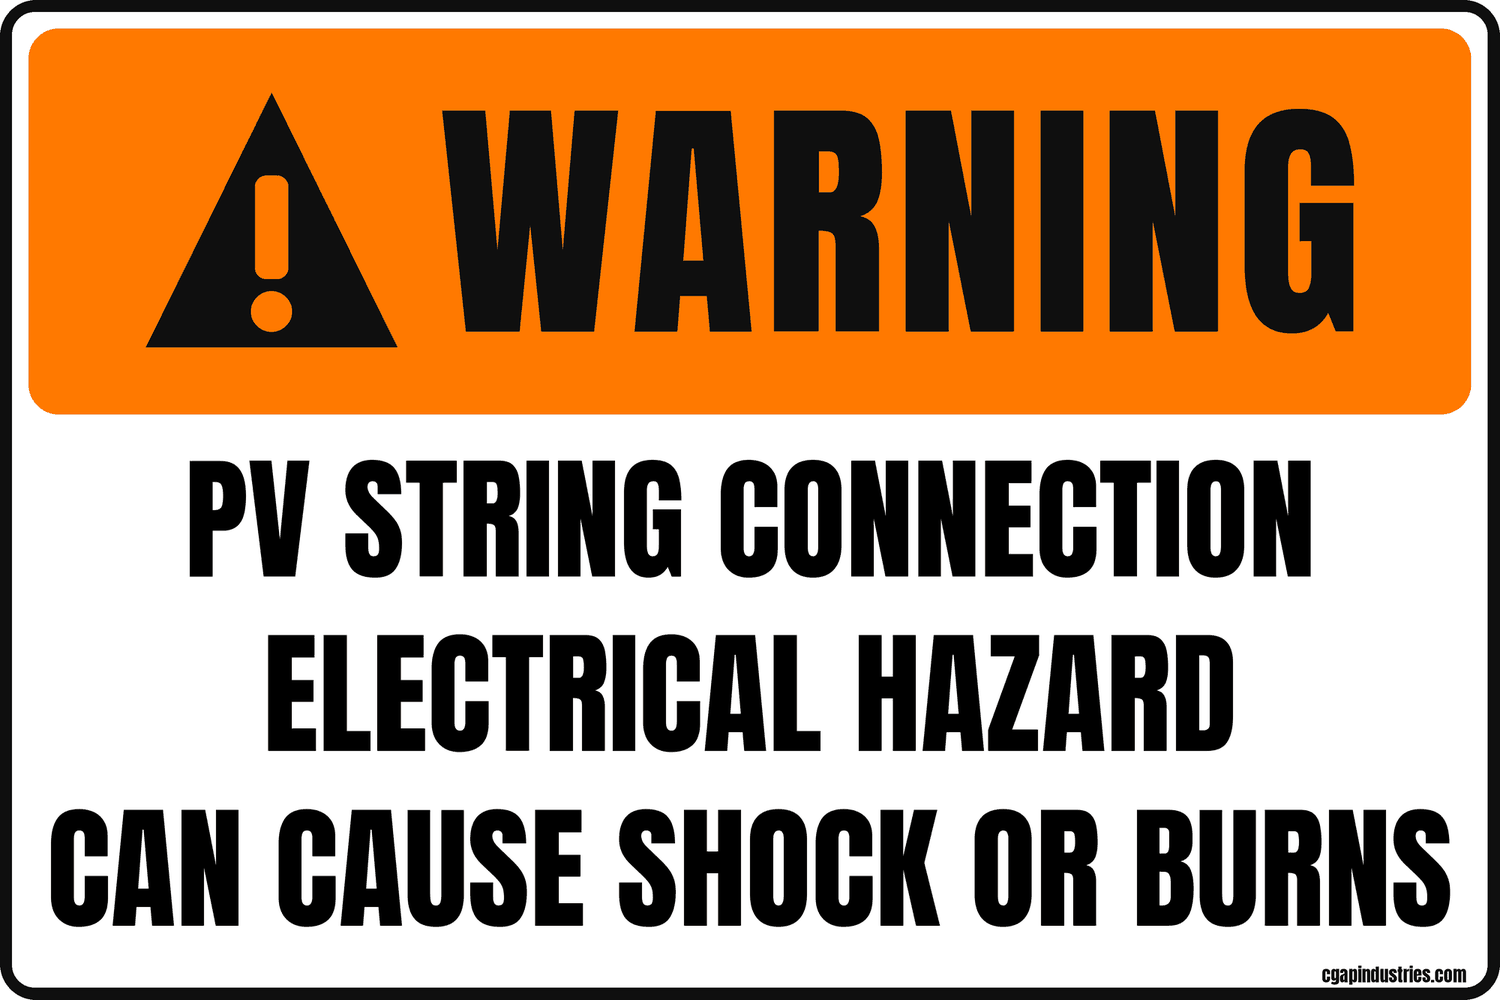 WARNING
PV STRING CONNECTION
ELECTRICAL HAZARD
CAN CAUSE SHOCK OR BURNS
cgapindustries.com